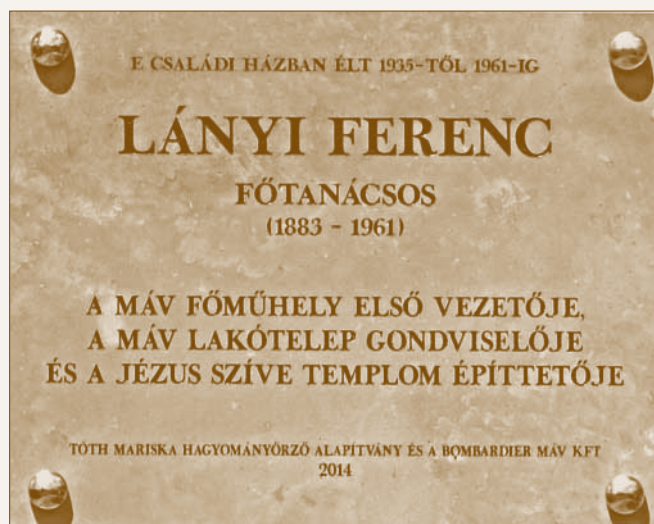 E CSALÁDI HÁZBAN ÉLT 1935-TŐL 1961-IG
LÁNYI FERENC
FŐTANÁCSOS
(1883 - 1961)
A MÁV FŐMŰHELY ELSŐ VEZETŐJE,
A MÁV LAKÓTELEP GONDVISELŐJE
ÉS A JÉZUS SZÍVE TEMPLOM ÉPÍTTETŐJE
TÓTH MARISKA HAGYOMÁNYŐRZŐ ALAPÍTVÁNY ÉS A BOMBARDIER MÁV KFT
2014